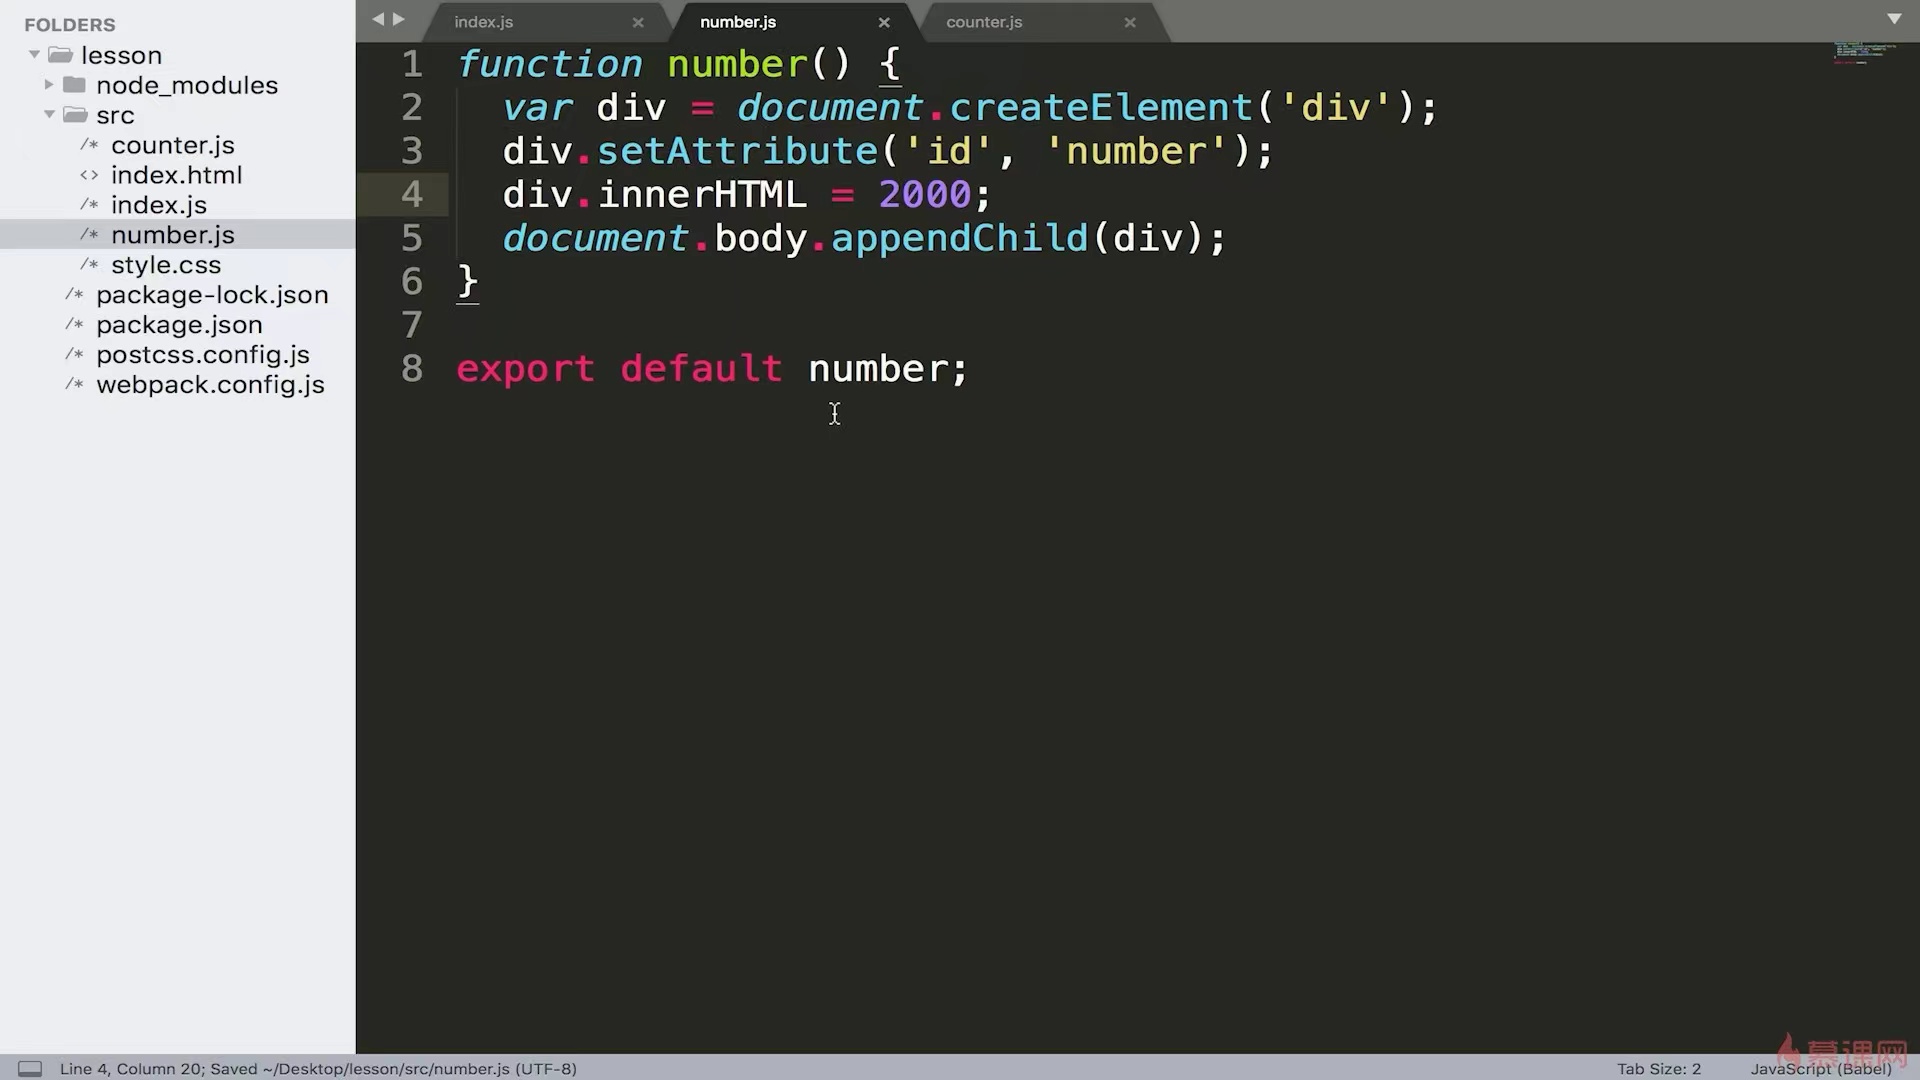 FOLDERS
lesson
node_modules
src
/* counter.js
<> index.html
/* index.js
/* number.js
/* style.css
/* package-lock.json
/* package.json
/* postcss.config.js
/* webpack.config.js
index.js
number.js
counter.js
1 function number() {
2   var div = document.createElement('div');
3   div.setAttribute('id', 'number');
4   div.innerHTML = 2000;
5   document.body.appendChild(div);
6 }
7
8 export default number;
Line 4, Column 20; Saved ~/Desktop/lesson/src/number.js (UTF-8)
Tab Size: 2
JavaScript (Babel)
慕课网